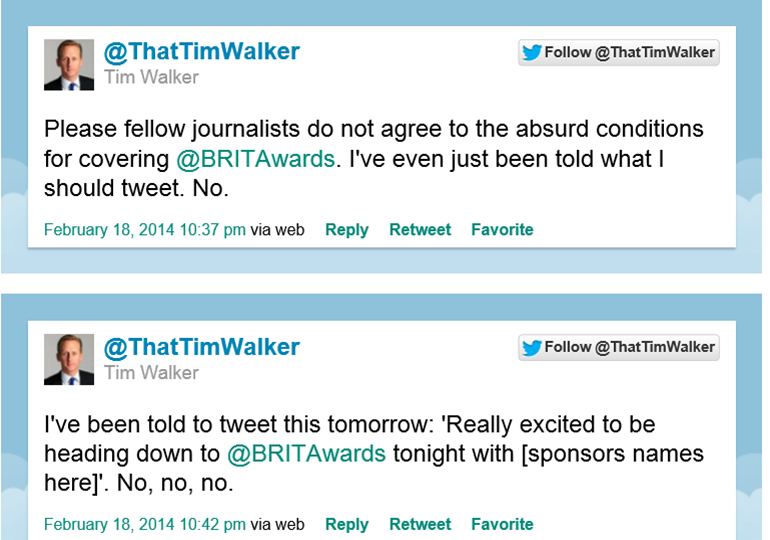 @ThatTimWalker
Follow @ThatTimWalker
Tim Walker
Please fellow journalists do not agree to the absurd conditions
for covering @BRITAwards. I've even just been told what I
should tweet. No.
February 18, 2014 10:37 pm via web Reply Retweet Favorite
@ThatTimWalker
Follow @ThatTimWalker
Tim Walker
I've been told to tweet this tomorrow: 'Really excited to be
heading down to @BRITAwards tonight with [sponsors names
here]'. No, no, no.
February 18, 2014 10:42 pm via web Reply Retweet Favorite